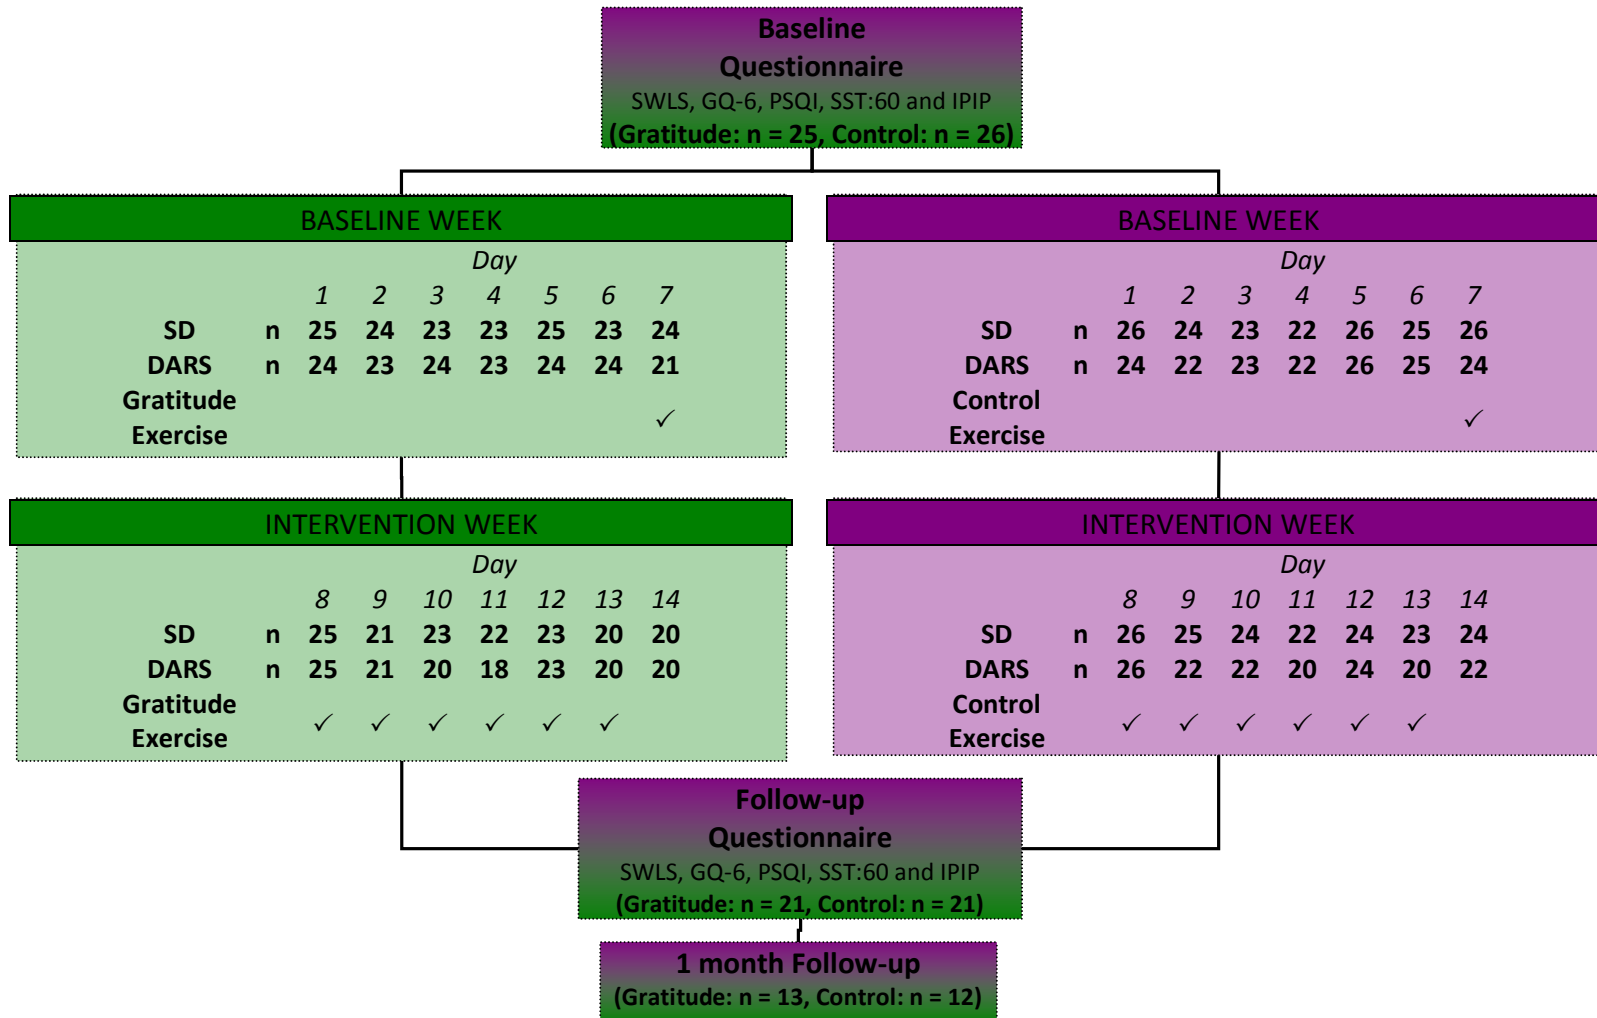 Baseline
Questionnaire
SWLS, GQ-6, PSQI, SST:60 and IPIP
(Gratitude: n = 25, Control: n = 26)
BASELINE WEEK
Day
1 2 3 4 5 6 7
SD n 25 24 23 23 25 23 24
DARS n 24 23 24 23 24 24 21
Gratitude
Exercise ✓
BASELINE WEEK
Day
1 2 3 4 5 6 7
SD n 26 24 23 22 26 25 26
DARS n 24 22 23 22 26 25 24
Control
Exercise ✓
INTERVENTION WEEK
Day
8 9 10 11 12 13 14
SD n 25 21 23 22 23 20 20
DARS n 25 21 20 18 23 20 20
Gratitude
Exercise ✓ ✓ ✓ ✓ ✓ ✓
INTERVENTION WEEK
Day
8 9 10 11 12 13 14
SD n 26 25 24 22 24 23 24
DARS n 26 22 22 20 24 20 22
Control
Exercise ✓ ✓ ✓ ✓ ✓ ✓
Follow-up
Questionnaire
SWLS, GQ-6, PSQI, SST:60 and IPIP
(Gratitude: n = 21, Control: n = 21)
1 month Follow-up
(Gratitude: n = 13, Control: n = 12)